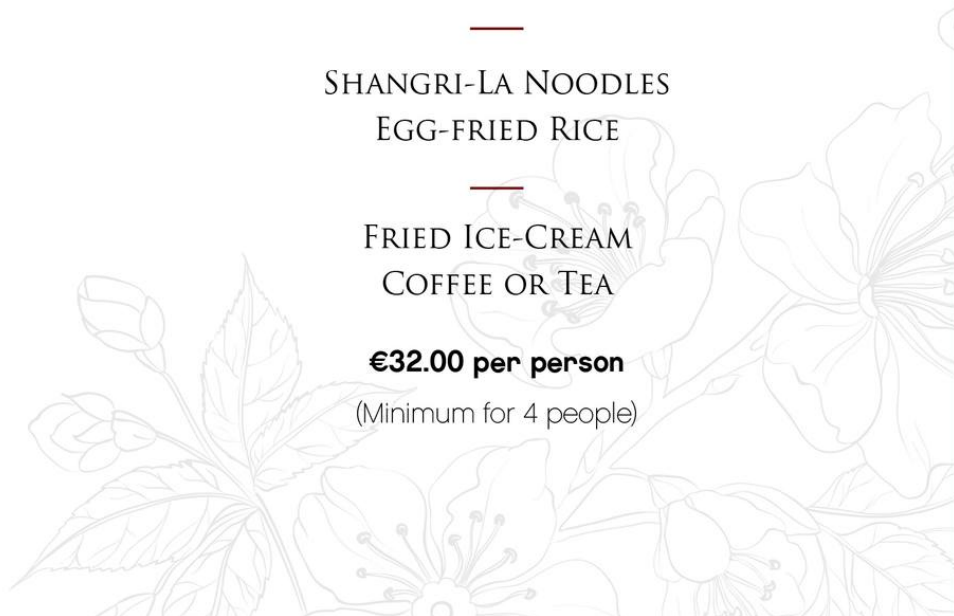 Shangri-La Noodles
Egg-fried Rice
Fried Ice-Cream
Coffee or Tea
€32.00 per person
(Minimum for 4 people)